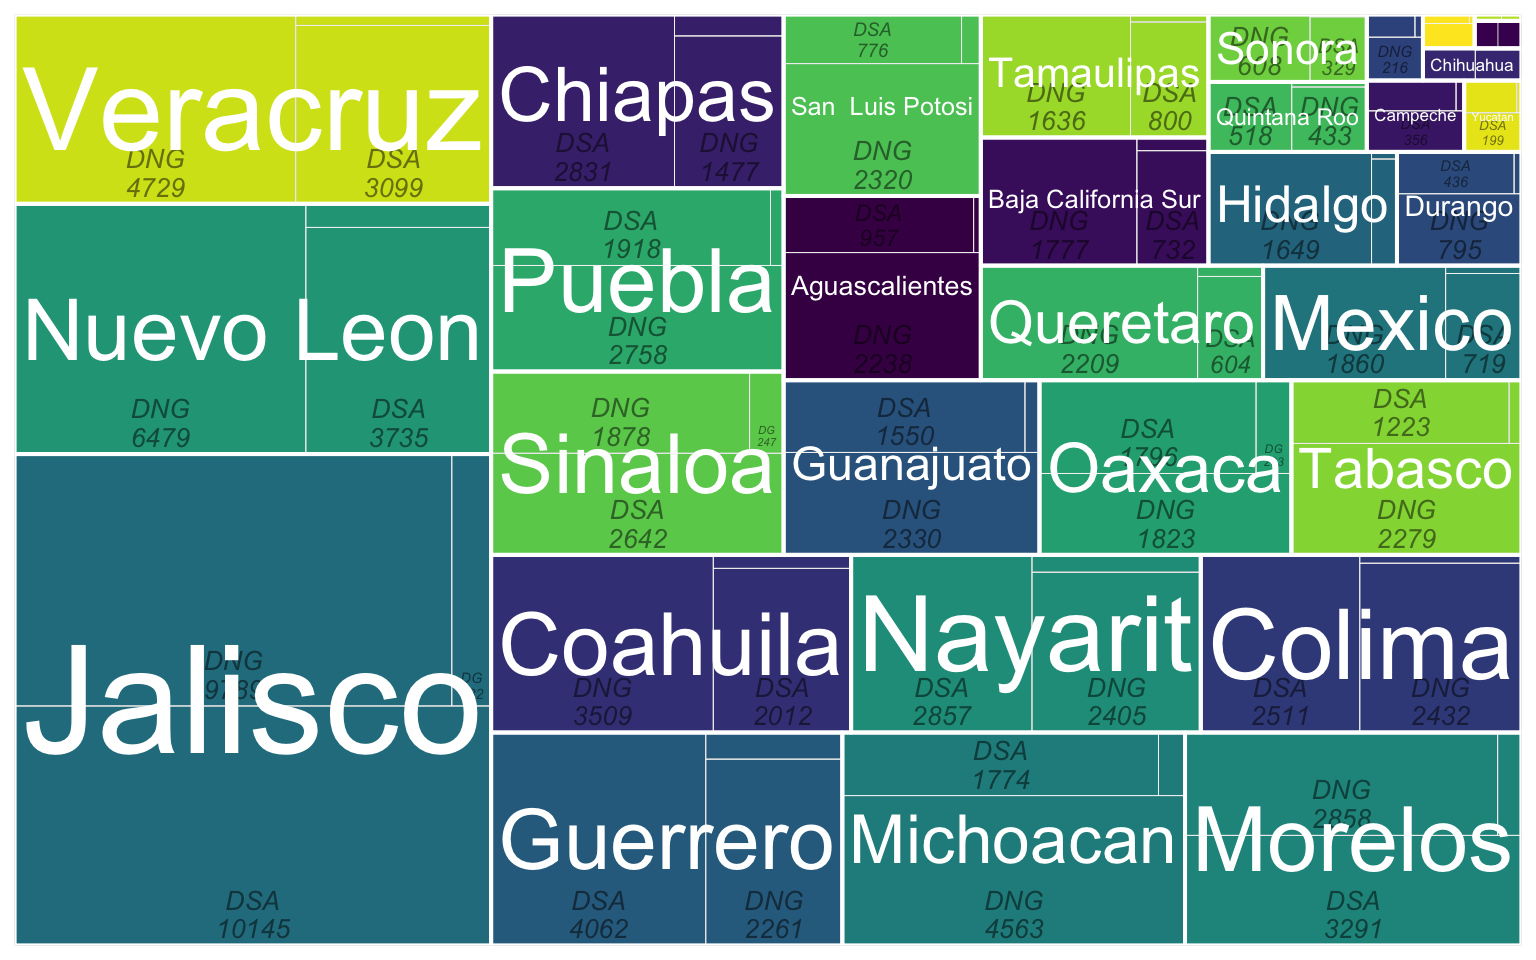 Veracruz
DNG
4729
DSA
3099
Nuevo Leon
DNG
6479
DSA
3735
Jalisco
DNG
DG
DSA
10145
Chiapas
DSA
2831
DNG
1477
Puebla
DSA
1918
DNG
2758
Sinaloa
DNG
1878
DG
247
DSA
2642
San Luis Potosi
DSA
776
DNG
2320
Aguascalientes
DSA
957
DNG
2238
Tamaulipas
DNG
1636
DSA
800
Baja California Sur
DNG
1777
DSA
732
Sonora
DNG
608
DSA
329
Quintana Roo
DSA
518
DNG
433
DNG
216
Chihuahua
Campeche
DSA
356
Yucatan
DSA
199
Hidalgo
DNG
1649
Durango
DSA
436
DNG
795
Queretaro
DNG
2209
DSA
604
Mexico
DNG
1860
DSA
719
Guanajuato
DSA
1550
DNG
2330
Oaxaca
DSA
1796
DG
DNG
1823
Tabasco
DSA
1223
DNG
2279
Coahuila
DNG
3509
DSA
2012
Nayarit
DSA
2857
DNG
2405
Colima
DSA
2511
DNG
2432
Guerrero
DSA
4062
DNG
2261
Michoacan
DSA
1774
DNG
4563
Morelos
DNG
2858
DSA
3291